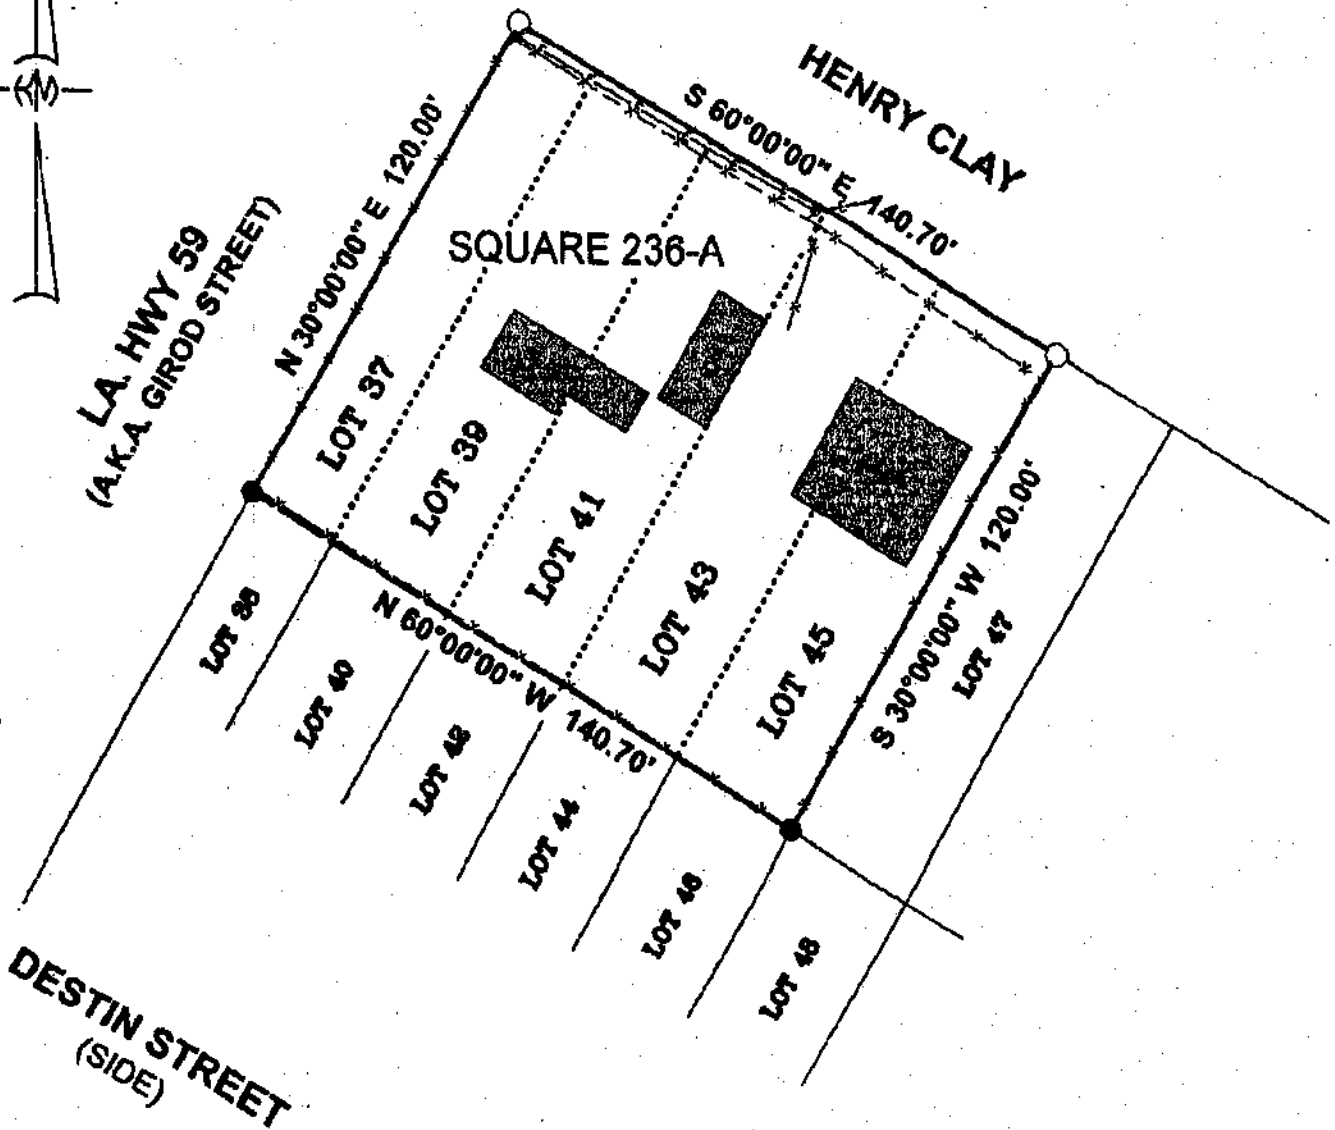 HENRY CLAY
S 60°00'00" E 140.70'
N 30°00'00" E 120.00'
LA. HWY 59
(A.K.A. GIROD STREET)
SQUARE 236-A
LOT 37
LOT 39
LOT 41
LOT 43
LOT 45
S 30°00'00" W 120.00'
LOT 47
N 60°00'00" W 140.70'
LOT 38
LOT 40
LOT 42
LOT 44
LOT 46
LOT 48
DESTIN STREET
(SIDE)